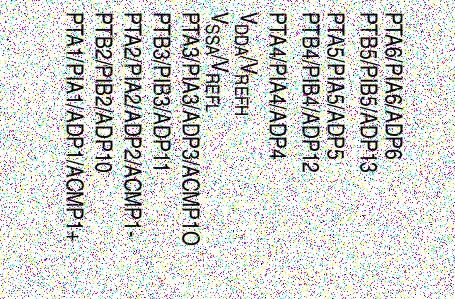 PTA6/PIA6/ADP6
PTB5/PIB5/ADP13
PTA5/PIA5/ADP5
PTB4/PIB4/ADP12
PTA4/PIA4/ADP4
VDDA/VREFH
VSSA/VREFL
PTA3/PIA3/ADP3/ACMP1O
PTB3/PIB3/ADP11
PTA2/PIA2/ADP2/ACMP1-
PTB2/PIB2/ADP10
PTA1/PIA1/ADP1/ACMP1+